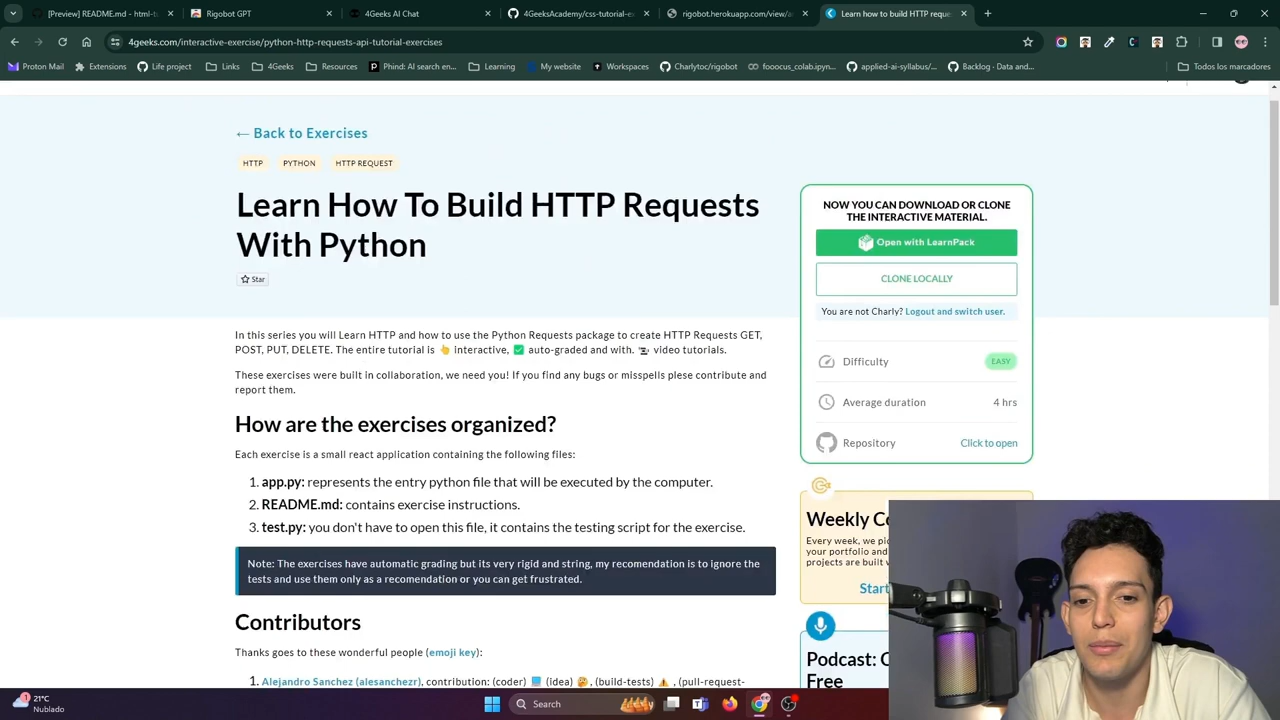 [Preview] README.md - html-t
Rigobot GPT
4Geeks AI Chat
4GeeksAcademy/css-tutorial-e
rigobot.herokuapp.com/view/a
Learn how to build HTTP reque
4geeks.com/interactive-exercise/python-http-requests-api-tutorial-exercises
Proton Mail
Extensions
Life project
Links
4Geeks
Resources
Phind: AI search en...
Learning
My website
Workspaces
Charlytoc/rigobot
fooocus_colab.ipyn...
applied-ai-syllabus/...
Backlog - Data and...
Todos los marcadores
← Back to Exercises
HTTP
PYTHON
HTTP REQUEST
Learn How To Build HTTP Requests
With Python
Star
NOW YOU CAN DOWNLOAD OR CLONE
THE INTERACTIVE MATERIAL.
Open with LearnPack
CLONE LOCALLY
You are not Charly? Logout and switch user.
Difficulty EASY
Average duration 4 hrs
Repository Click to open
In this series you will Learn HTTP and how to use the Python Requests package to create HTTP Requests GET,
POST, PUT, DELETE. The entire tutorial is 👆 interactive, ✅ auto-graded and with. 📹 video tutorials.
These exercises were built in collaboration, we need you! If you find any bugs or misspells plese contribute and
report them.
How are the exercises organized?
Each exercise is a small react application containing the following files:
1. app.py: represents the entry python file that will be executed by the computer.
2. README.md: contains exercise instructions.
3. test.py: you don't have to open this file, it contains the testing script for the exercise.
Note: The exercises have automatic grading but its very rigid and string, my recomendation is to ignore the
tests and use them only as a recomendation or you can get frustrated.
Contributors
Thanks goes to these wonderful people (emoji key):
1. Alejandro Sanchez (alesanchezr), contribution: (coder) 💻 (idea) 🤔, (build-tests) ⚠️ , (pull-request-
Weekly Co
Every week, we pic
your portfolio and
projects are built v
Start
Podcast: C
Free
1
21°C
Nublado
Search